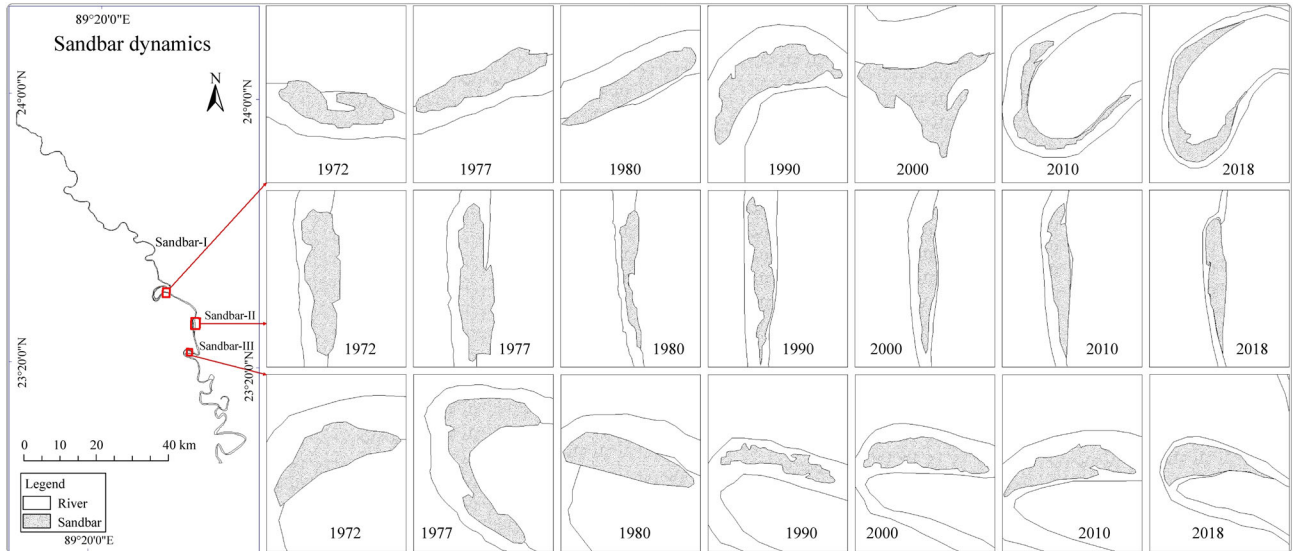 89°20'0"E
Sandbar dynamics
N
24°0'0"N
24°0'0"N
Sandbar-I
Sandbar-II
Sandbar-III
23°20'0"N
23°20'0"N
0 10 20 40 km
Legend
River
Sandbar
89°20'0"E
1972 1977 1980 1990 2000 2010 2018
1972 1977 1980 1990 2000 2010 2018
1972 1977 1980 1990 2000 2010 2018